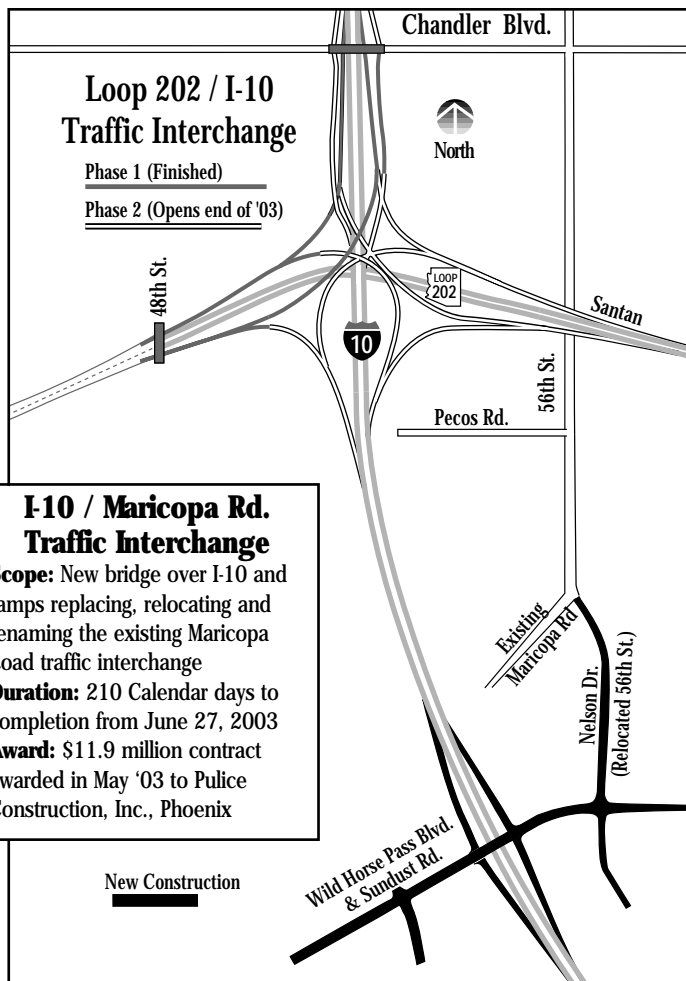 Chandler Blvd.
Loop 202 / I-10
Traffic Interchange
North
Phase 1 (Finished)
Phase 2 (Opens end of '03)
48th St.
LOOP
202
Santan
10
56th St.
Pecos Rd.
I-10 / Maricopa Rd.
Traffic Interchange
cope: New bridge over I-10 and
amps replacing, relocating and
enaming the existing Maricopa
oad traffic interchange
Duration: 210 Calendar days to
ompletion from June 27, 2003
Award: $11.9 million contract
warded in May ‘03 to Pulice
Construction, Inc., Phoenix
Existing
Maricopa Rd
Nelson Dr.
(Relocated 56th St.)
Wild Horse Pass Blvd.
& Sundust Rd.
New Construction